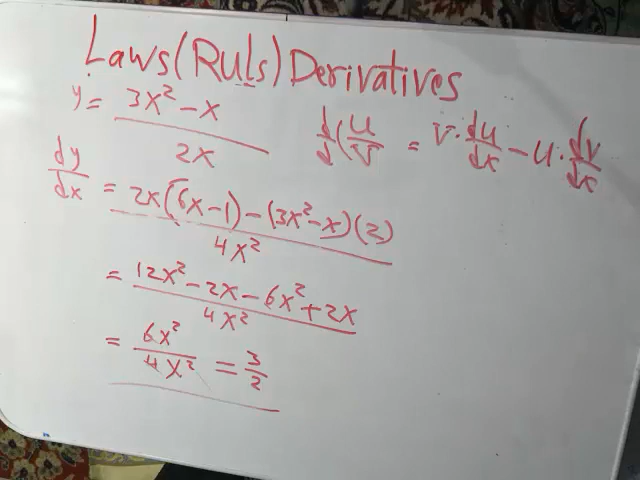 Laws (Ruls) Derivatives
y = 3x² - x / 2x
d/d (u/v = v · du/dx - u · dv/dx
dy/dx = 2x(6x-1) - (3x²-x)(2) / 4x²
= 12x² - 2x - 6x² + 2x / 4x²
= 6x² / 4x² = 3/2